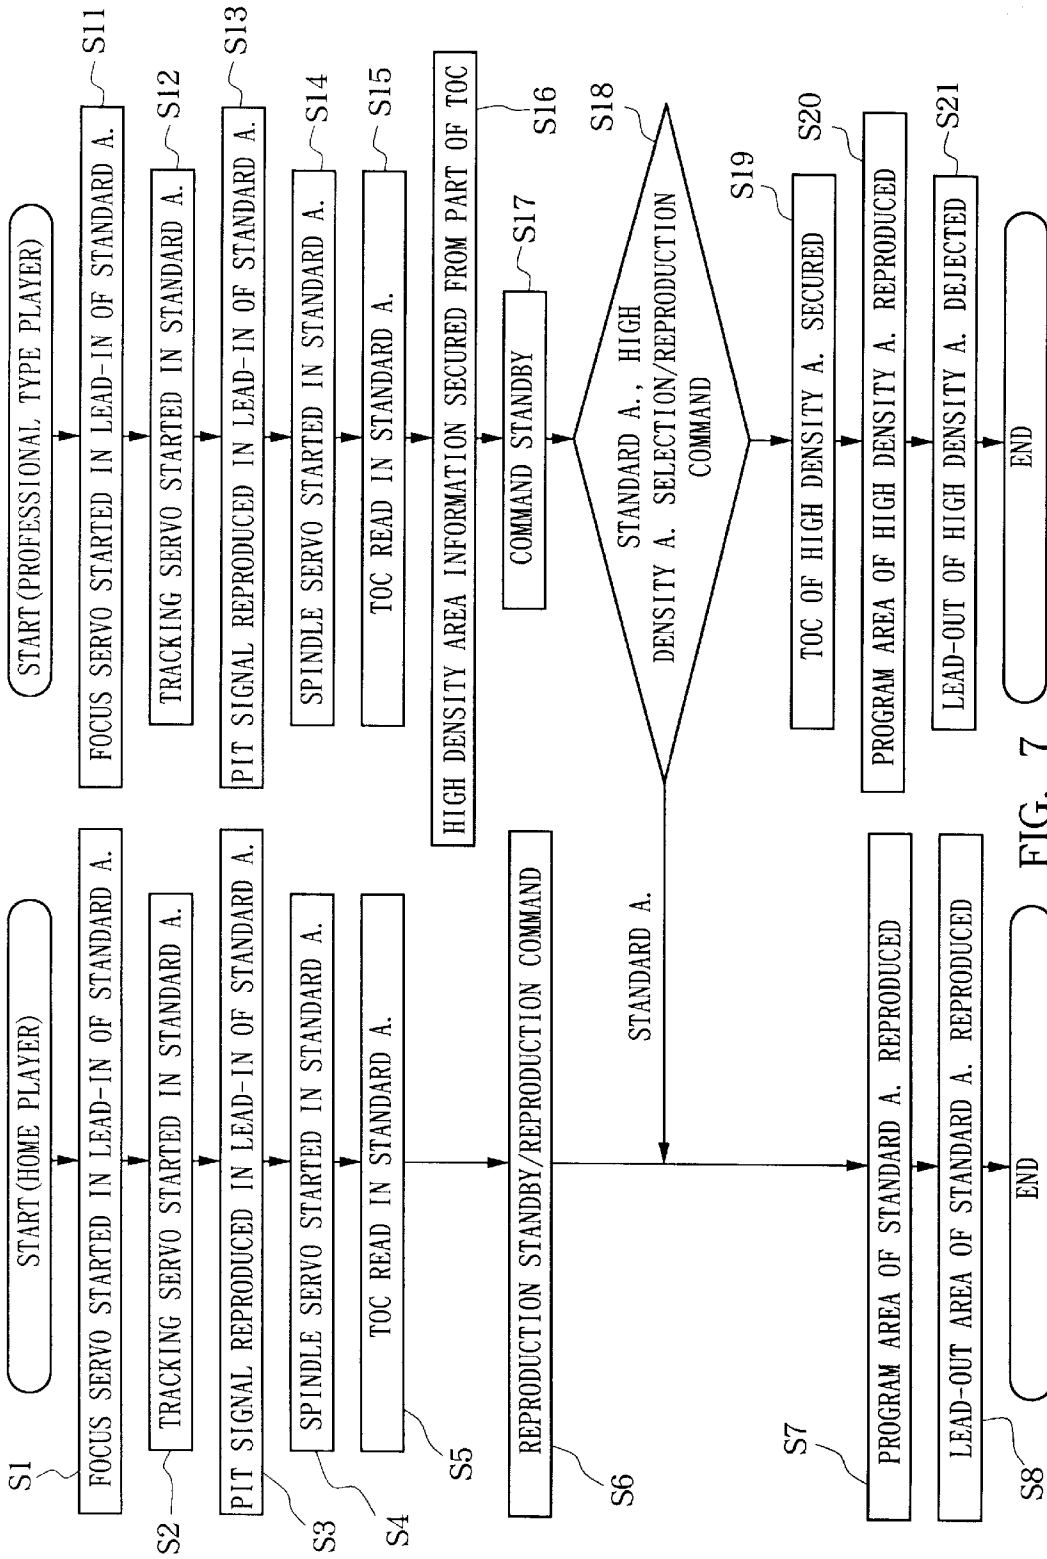 START(HOME PLAYER)
S1
FOCUS SERVO STARTED IN LEAD-IN OF STANDARD A.
S2
TRACKING SERVO STARTED IN STANDARD A.
PIT SIGNAL REPRODUCED IN LEAD-IN OF STANDARD A.
S3
SPINDLE SERVO STARTED IN STANDARD A.
S4
TOC READ IN STANDARD A.
S5
REPRODUCTION STANDBY/REPRODUCTION COMMAND
S6
STANDARD A.
S7
PROGRAM AREA OF STANDARD A. REPRODUCED
LEAD-OUT AREA OF STANDARD A. REPRODUCED
S8
END
START(PROFESSIONAL TYPE PLAYER)
FOCUS SERVO STARTED IN LEAD-IN OF STANDARD A.
S11
TRACKING SERVO STARTED IN STANDARD A.
S12
PIT SIGNAL REPRODUCED IN LEAD-IN OF STANDARD A.
S13
SPINDLE SERVO STARTED IN STANDARD A.
S14
TOC READ IN STANDARD A.
S15
HIGH DENSITY AREA INFORMATION SECURED FROM PART OF TOC
S16
COMMAND STANDBY
S17
S18
STANDARD A., HIGH
DENSITY A. SELECTION/REPRODUCTION
COMMAND
S19
TOC OF HIGH DENSITY A. SECURED
S20
PROGRAM AREA OF HIGH DENSITY A. REPRODUCED
S21
LEAD-OUT OF HIGH DENSITY A. DEJECTED
END
FIG. 7